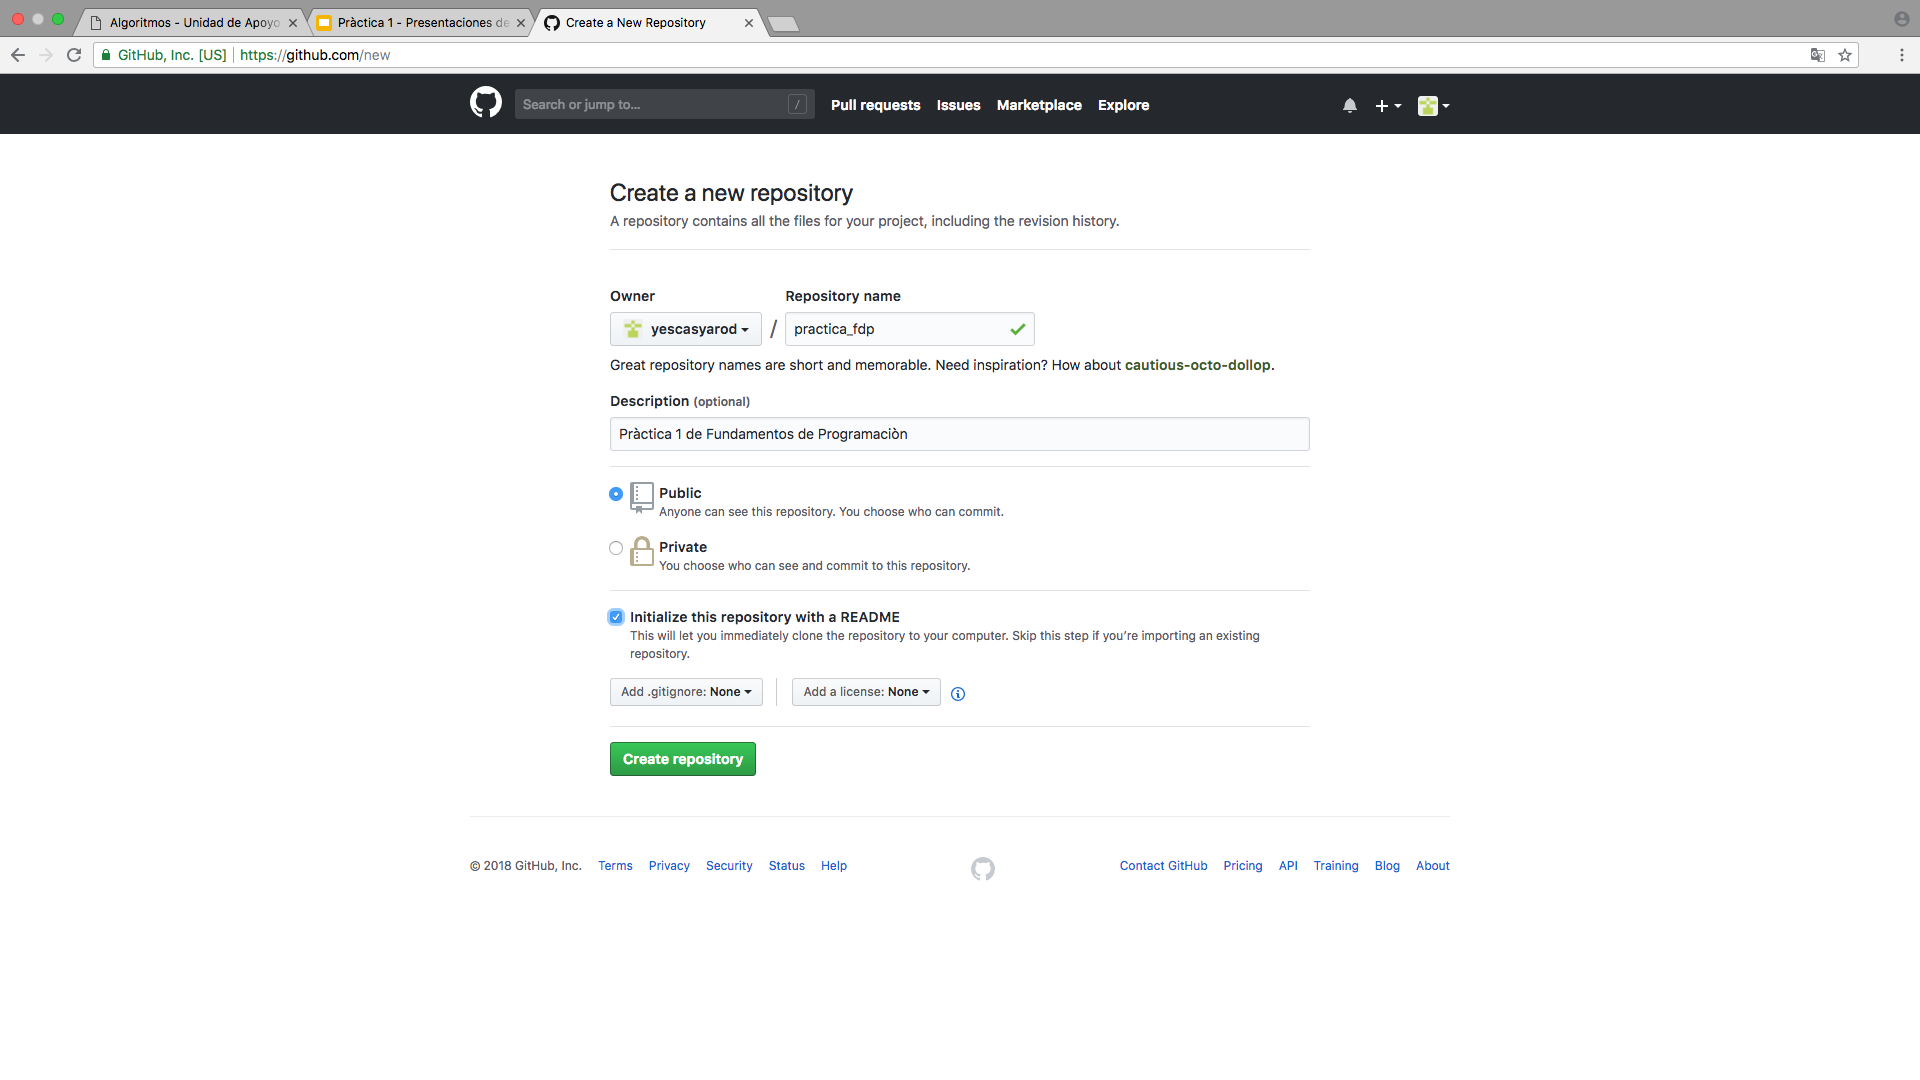 Algoritmos - Unidad de Apoyo
Pràctica 1 - Presentaciones de
Create a New Repository
GitHub, Inc. [US] | https://github.com/new
Search or jump to... /
Pull requests Issues Marketplace Explore
Create a new repository
A repository contains all the files for your project, including the revision history.
Owner Repository name
yescasyarod / practica_fdp
Great repository names are short and memorable. Need inspiration? How about cautious-octo-dollop.
Description (optional)
Pràctica 1 de Fundamentos de Programaciòn
Public
Anyone can see this repository. You choose who can commit.
Private
You choose who can see and commit to this repository.
Initialize this repository with a README
This will let you immediately clone the repository to your computer. Skip this step if you’re importing an existing
repository.
Add .gitignore: None Add a license: None
Create repository
© 2018 GitHub, Inc. Terms Privacy Security Status Help Contact GitHub Pricing API Training Blog About